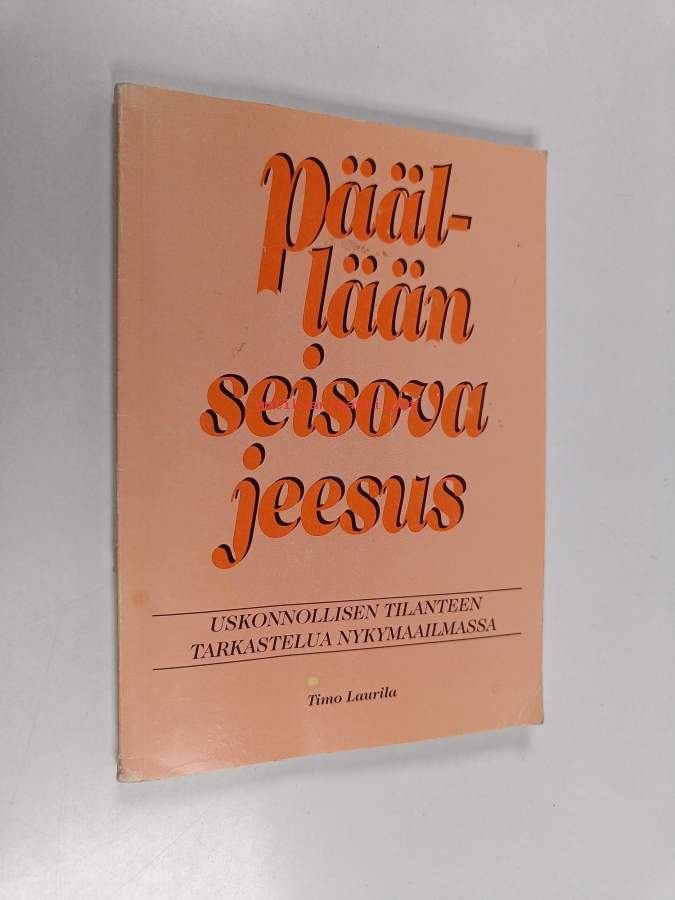 pääl-
lään
seisova
jeesus
USKONNOLLISEN TILANTEEN
TARKASTELUA NYKYMAAILMASSA
Timo Laurila